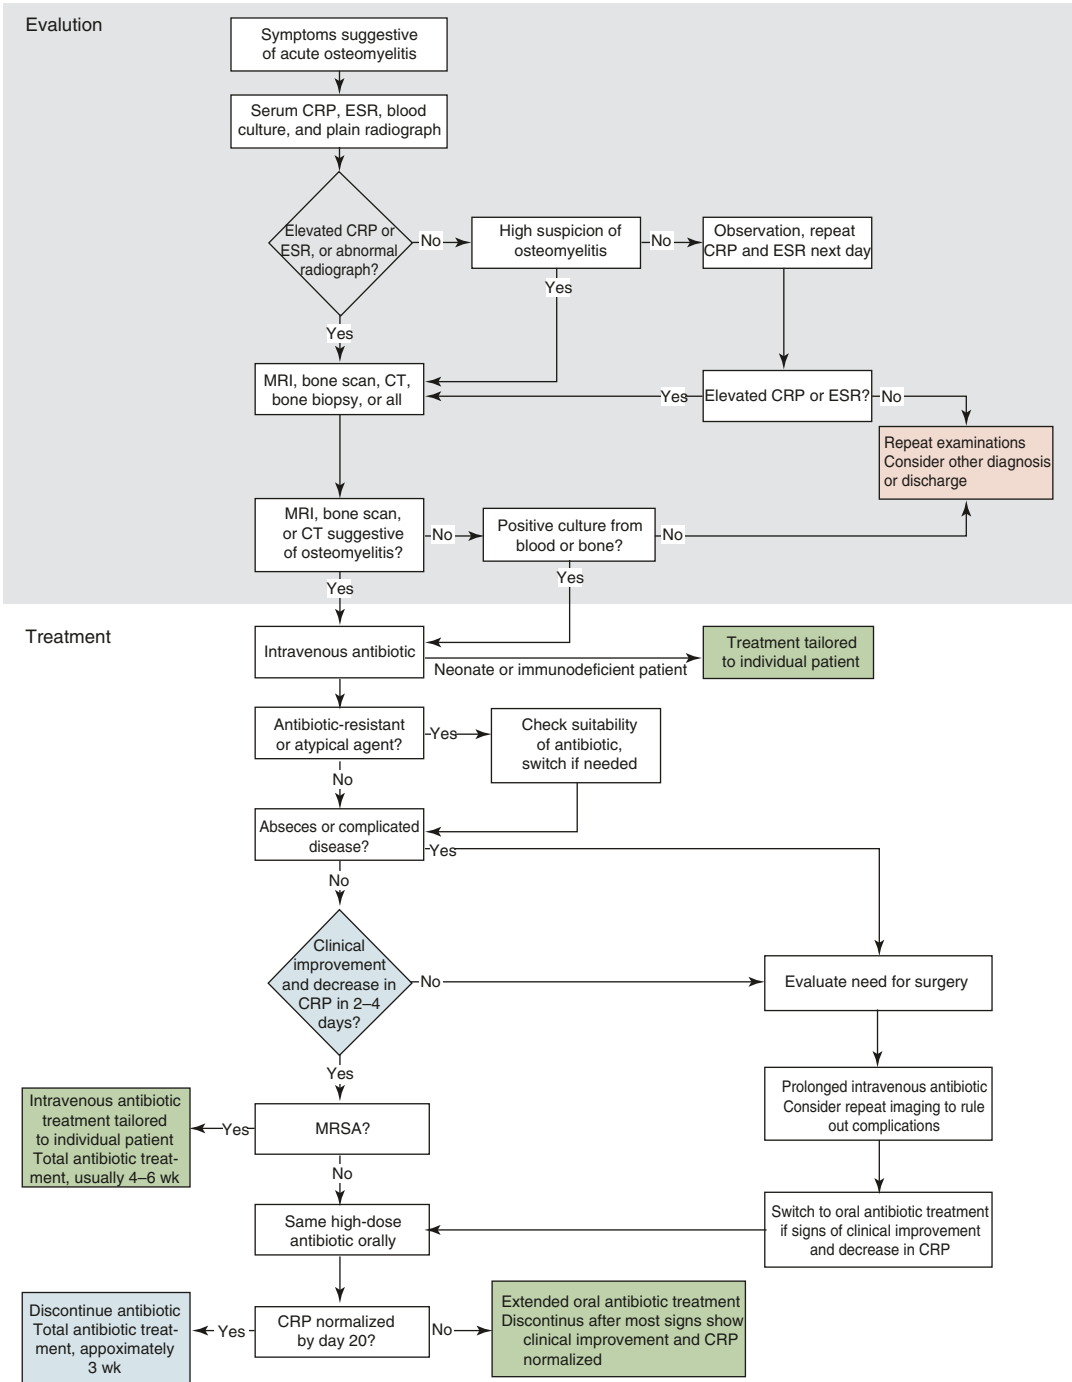 Evalution
Symptoms suggestive
of acute osteomyelitis
Serum CRP, ESR, blood
culture, and plain radiograph
Elevated CRP or
ESR, or abnormal
radiograph?
No
High suspicion of
osteomyelitis
No
Observation, repeat
CRP and ESR next day
Yes
Yes
MRI, bone scan, CT,
bone biopsy, or all
Yes
Elevated CRP or ESR?
No
Repeat examinations
Consider other diagnosis
or discharge
MRI, bone scan,
or CT suggestive
of osteomyelitis?
No
Positive culture from
blood or bone?
No
Yes
Yes
Treatment
Intravenous antibiotic
Neonate or immunodeficient patient
Treatment tailored
to individual patient
Antibiotic-resistant
or atypical agent?
Yes
Check suitability
of antibiotic,
switch if needed
No
Abseces or complicated
disease?
Yes
No
Clinical
improvement
and decrease in
CRP in 2–4
days?
No
Evaluate need for surgery
Yes
Prolonged intravenous antibiotic
Consider repeat imaging to rule
out complications
Intravenous antibiotic
treatment tailored
to individual patient
Total antibiotic treat-
ment, usually 4–6 wk
Yes
MRSA?
No
Same high-dose
antibiotic orally
Switch to oral antibiotic treatment
if signs of clinical improvement
and decrease in CRP
Discontinue antibiotic
Total antibiotic treat-
ment, appoximately
3 wk
Yes
CRP normalized
by day 20?
No
Extended oral antibiotic treatment
Discontinus after most signs show
clinical improvement and CRP
normalized